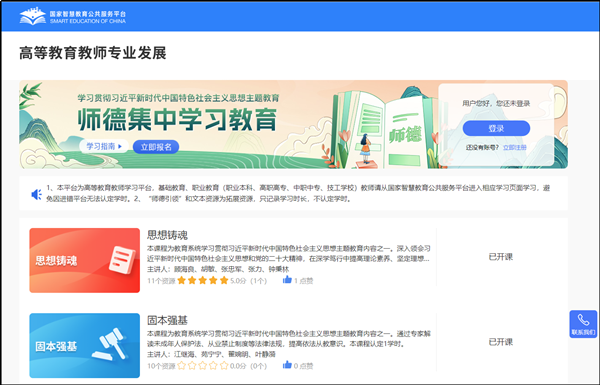 国家智慧教育公共服务平台
SMART EDUCATION OF CHINA
高等教育教师专业发展
学习贯彻习近平新时代中国特色社会主义思想主题教育
师德集中学习教育
学习指南
立即报名
师德
用户您好，您还未登录
登录
还没有账号？ 立即注册
1、本平台为高等教育教师学习平台，基础教育、职业教育（职业本科、高职高专、中职中专、技工学校）教师请从国家智慧教育公共服务平台进入相应学习页面学习，避
免因进错平台无法认定学时。2、“师德引领”和文本资源为拓展资源，只记录学习时长，不认定学时。
联系我们
思想铸魂
思想铸魂
本课程为教育系统学习贯彻习近平新时代中国特色社会主义思想主题教育内容之一。深入领会习
近平新时代中国特色社会主义思想和党的二十大精神，在深学笃行中提高理论素养、坚定理想...
主讲人：顾海良、胡敏、张忠军、张力、钟秉林
11个资源 5.0分（1个） 1 点赞
已开课
固本强基
固本强基
本课程为教育系统学习贯彻习近平新时代中国特色社会主义思想主题教育内容之一。通过专家解
读未成年人保护法、从业禁止制度等法律法规，提高依法从教意识。本课程认定1学时。
主讲人：江继海、苑宁宁、翟婉明、叶静漪
10个资源 0.0分（0个） 0 点赞
已开课